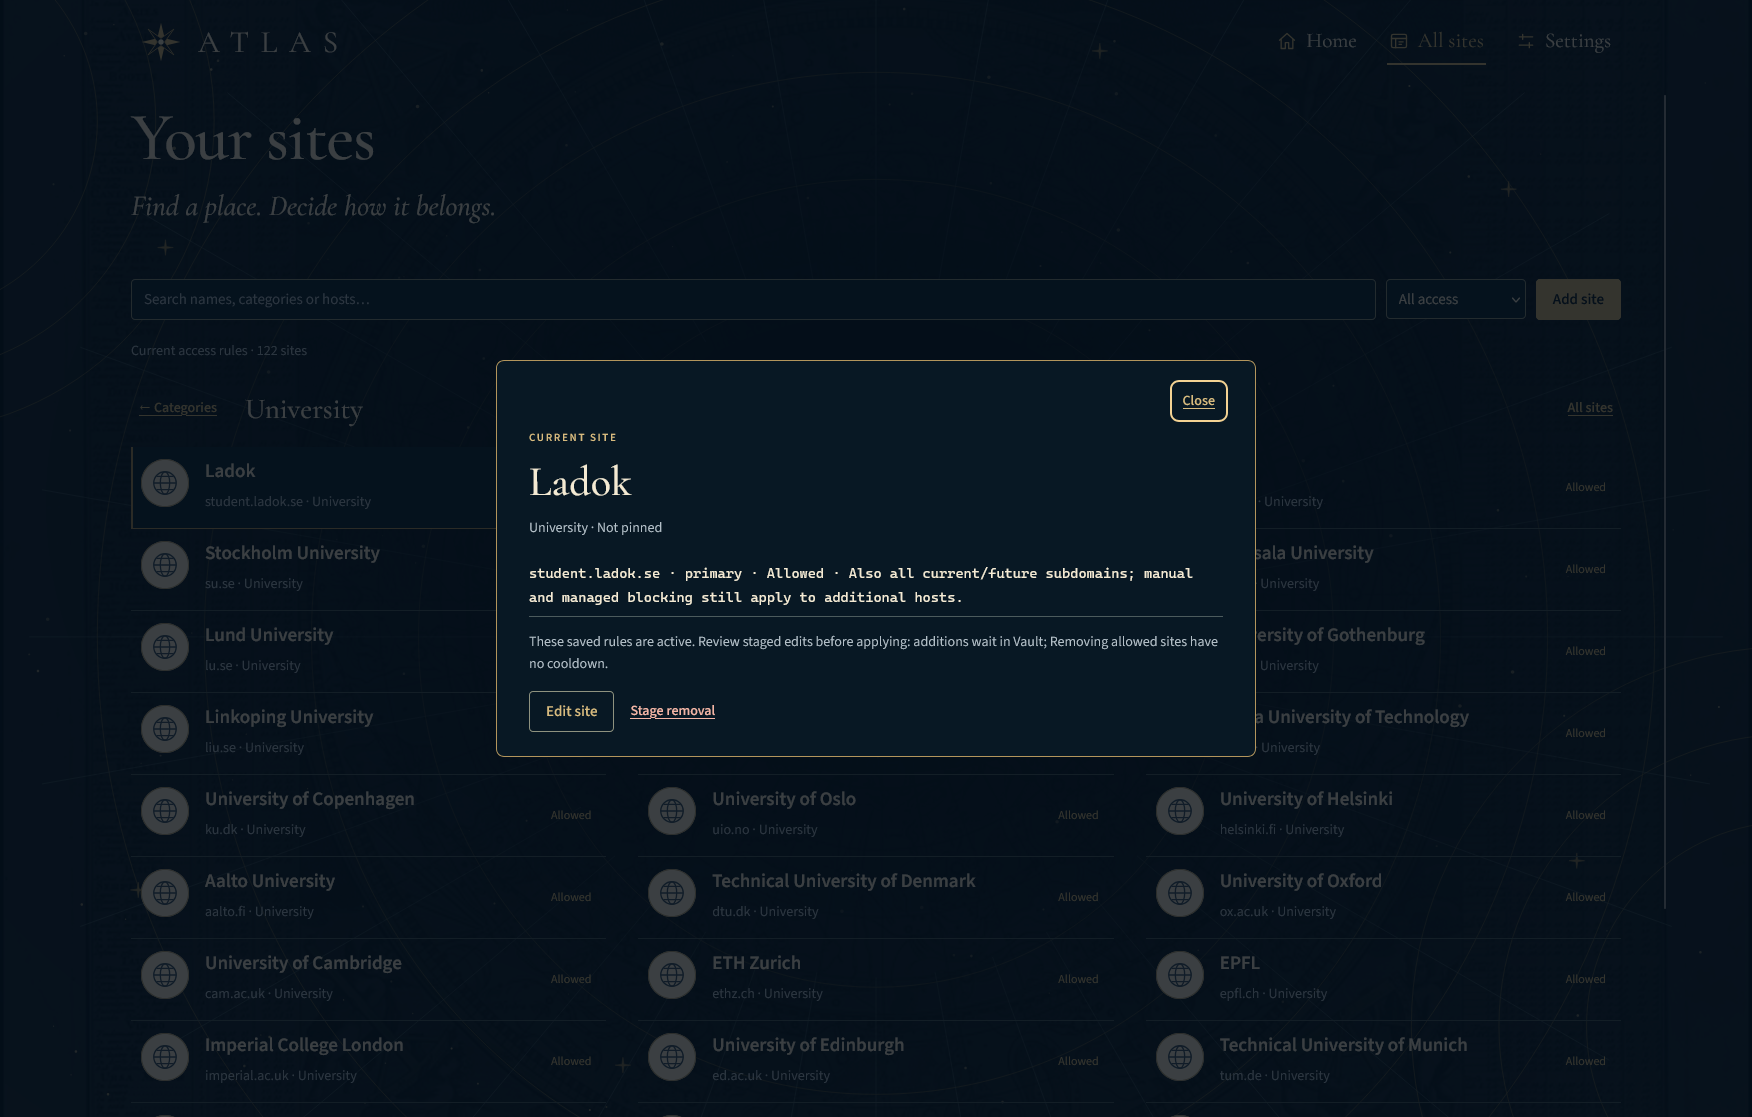 ATLAS
Home
All sites
Settings
Your sites
Find a place. Decide how it belongs.
Search names, categories or hosts…
All access
Add site
Current access rules · 122 sites
← Categories
University
All sites
Close
CURRENT SITE
Ladok
University · Not pinned
student.ladok.se · primary · Allowed · Also all current/future subdomains; manual
and managed blocking still apply to additional hosts.
These saved rules are active. Review staged edits before applying: additions wait in Vault; Removing allowed sites have
no cooldown.
Edit site
Stage removal
Ladok
student.ladok.se · University
· University
Allowed
Stockholm University
su.se · University
sala University
University
Allowed
Lund University
lu.se · University
ersity of Gothenburg
University
Allowed
Linkoping University
liu.se · University
a University of Technology
University
Allowed
University of Copenhagen
ku.dk · University
Allowed
University of Oslo
uio.no · University
Allowed
University of Helsinki
helsinki.fi · University
Allowed
Aalto University
aalto.fi · University
Allowed
Technical University of Denmark
dtu.dk · University
Allowed
University of Oxford
ox.ac.uk · University
Allowed
University of Cambridge
cam.ac.uk · University
Allowed
ETH Zurich
ethz.ch · University
Allowed
EPFL
epfl.ch · University
Allowed
Imperial College London
imperial.ac.uk · University
Allowed
University of Edinburgh
ed.ac.uk · University
Allowed
Technical University of Munich
tum.de · University
Allowed